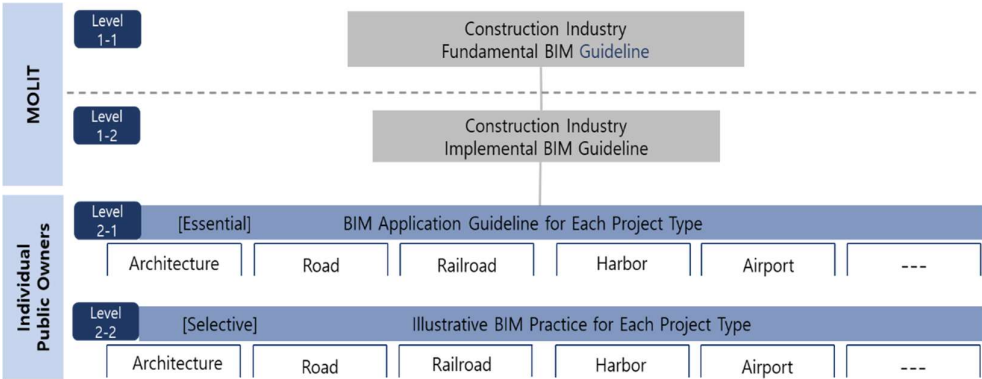 MOLIT
Level
1-1
Construction Industry
Fundamental BIM Guideline
Level
1-2
Construction Industry
Implemental BIM Guideline
Individual
Public Owners
Level
2-1
[Essential] BIM Application Guideline for Each Project Type
Architecture Road Railroad Harbor Airport ---
Level
2-2
[Selective] Illustrative BIM Practice for Each Project Type
Architecture Road Railroad Harbor Airport ---